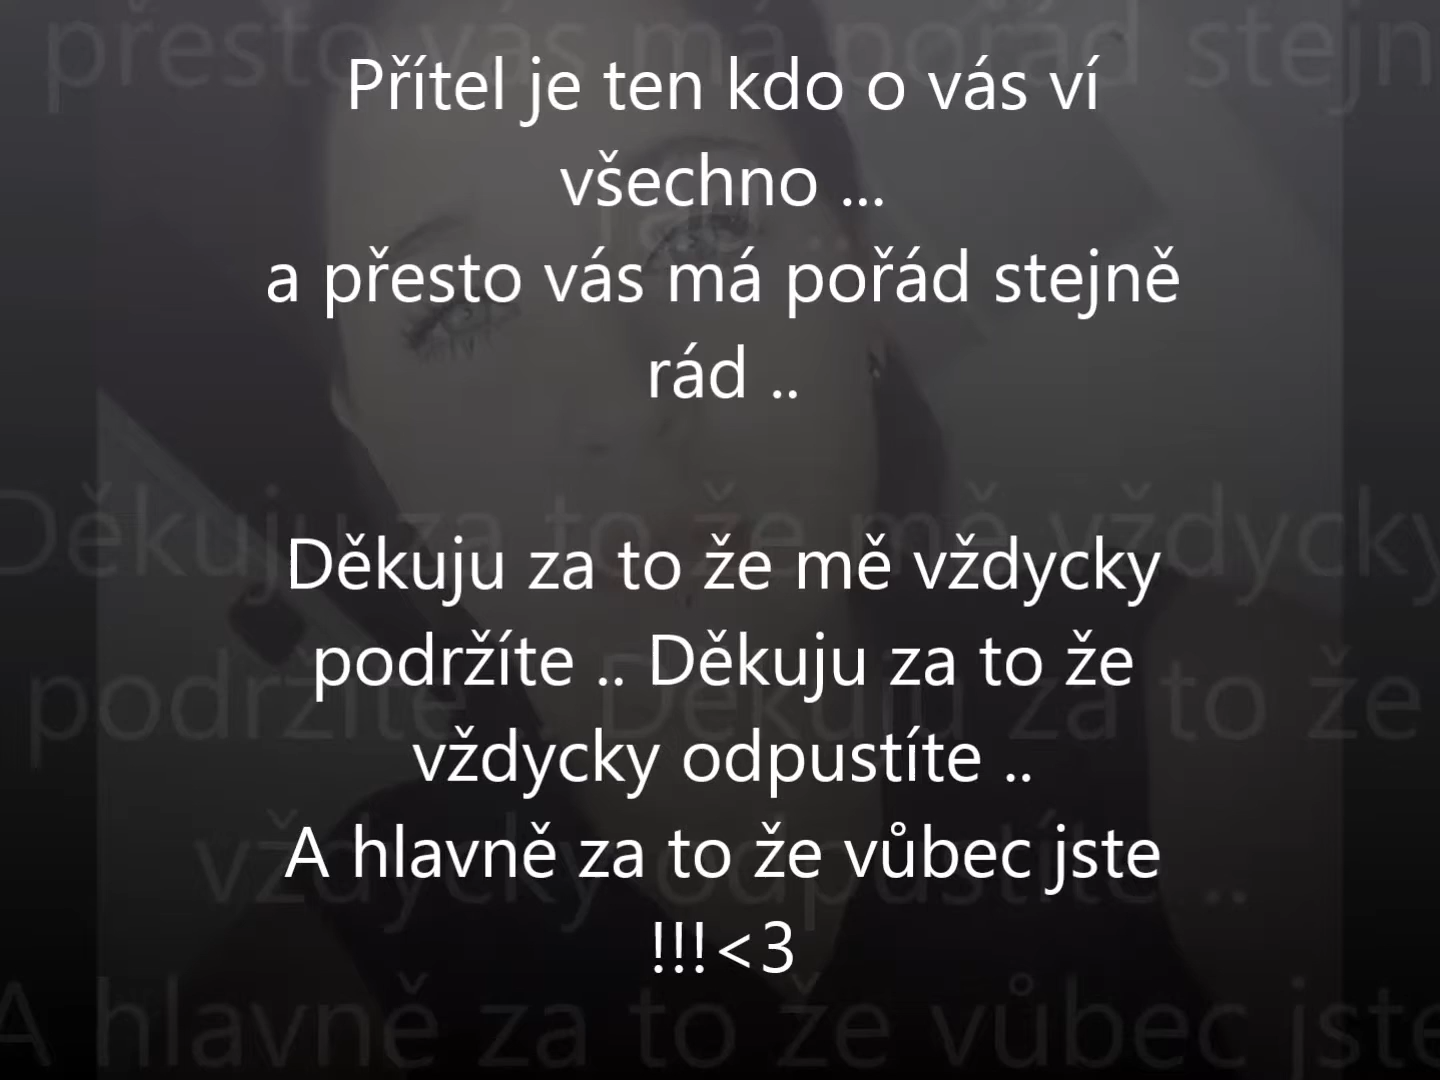 Přítel je ten kdo o vás ví
všechno ...
a přesto vás má pořád stejně
rád ..
Děkuju za to že mě vždycky
podržíte .. Děkuju za to že
vždycky odpustíte ..
A hlavně za to že vůbec jste
!!!<3